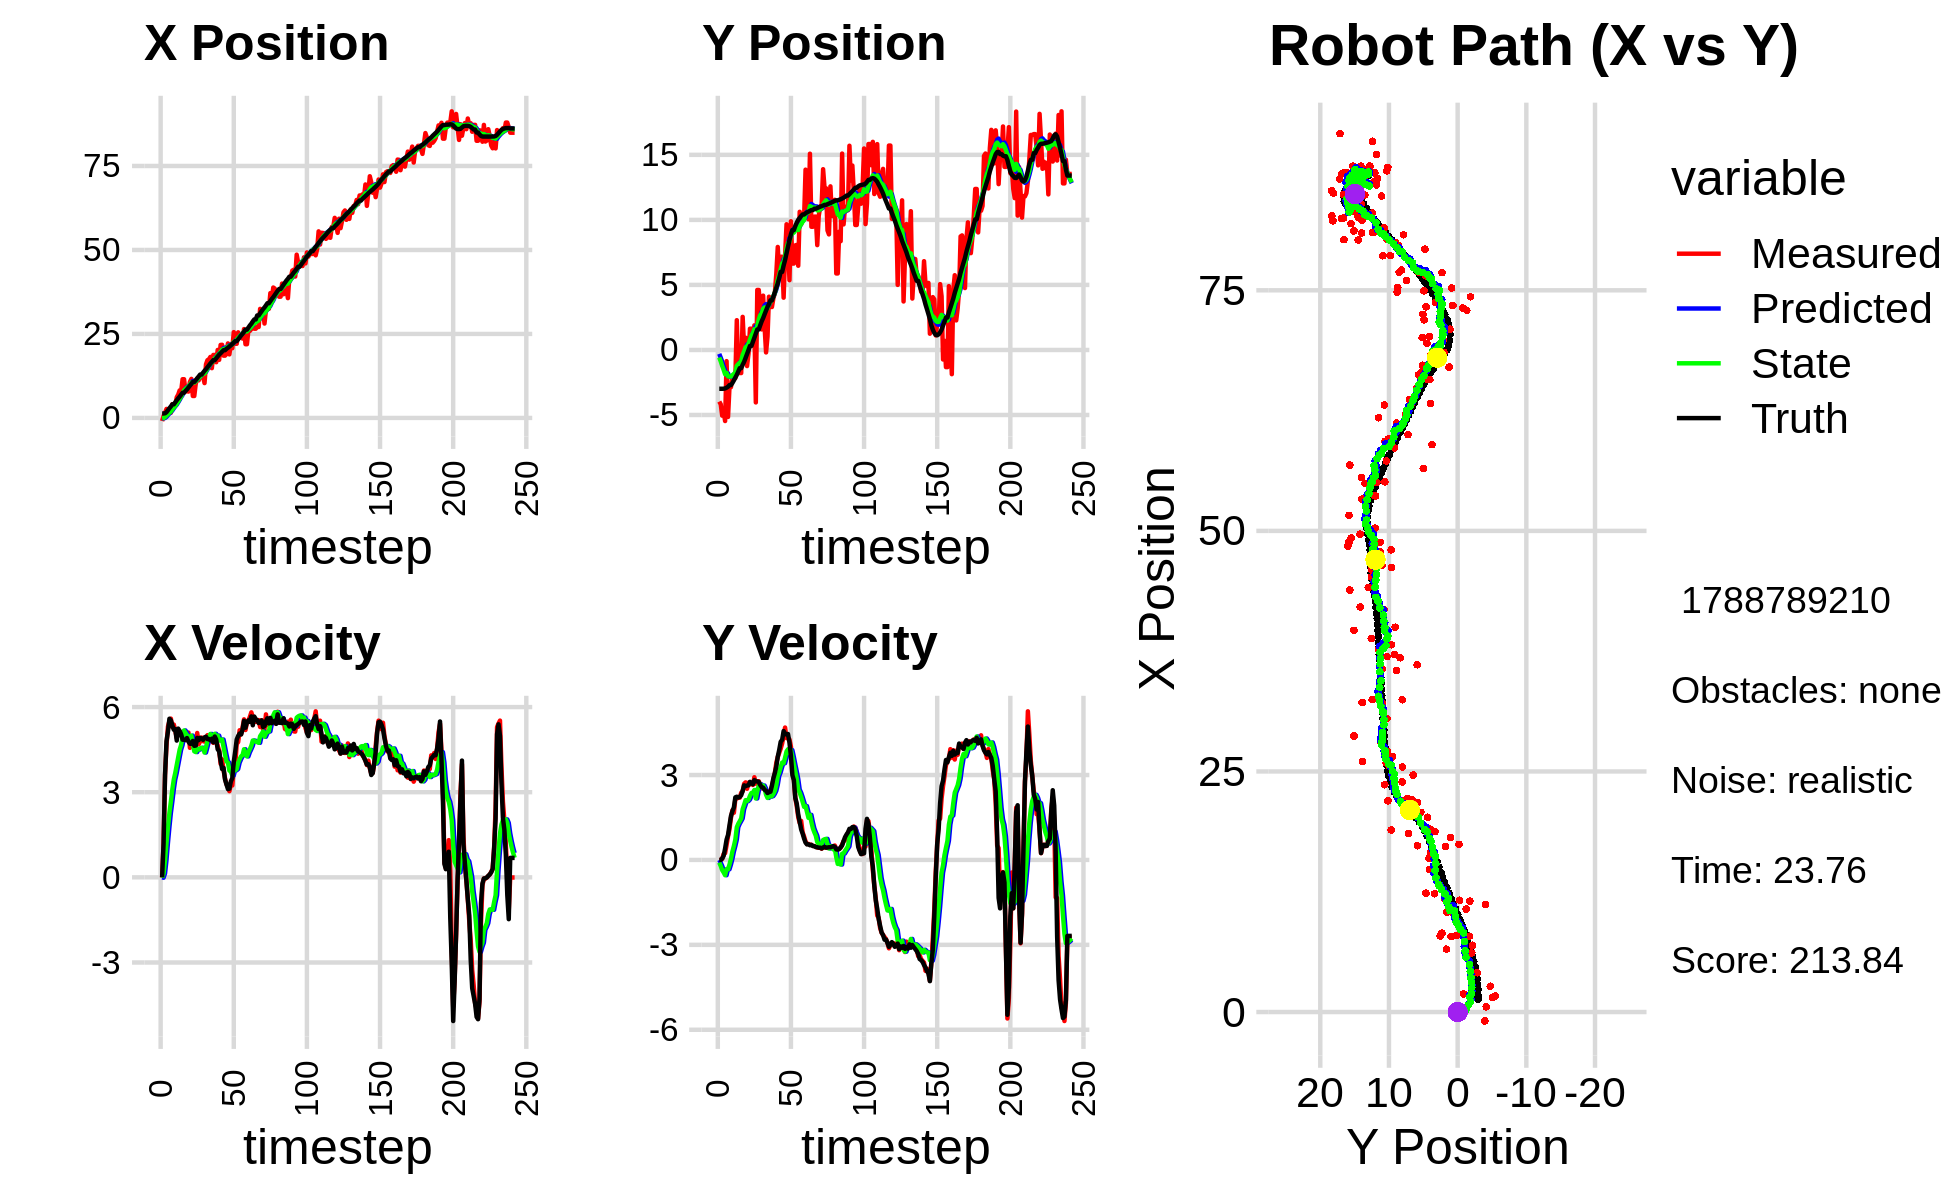 X Position
75
50
25
0
0
50
100
150
200
250
timestep
Y Position
15
10
5
0
-5
0
50
100
150
200
250
timestep
X Velocity
6
3
0
-3
0
50
100
150
200
250
timestep
Y Velocity
3
0
-3
-6
0
50
100
150
200
250
timestep
Robot Path (X vs Y)
X Position
75
50
25
0
20 10 0 -10 -20
Y Position
variable
Measured
Predicted
State
Truth
1788789210
Obstacles: none
Noise: realistic
Time: 23.76
Score: 213.84